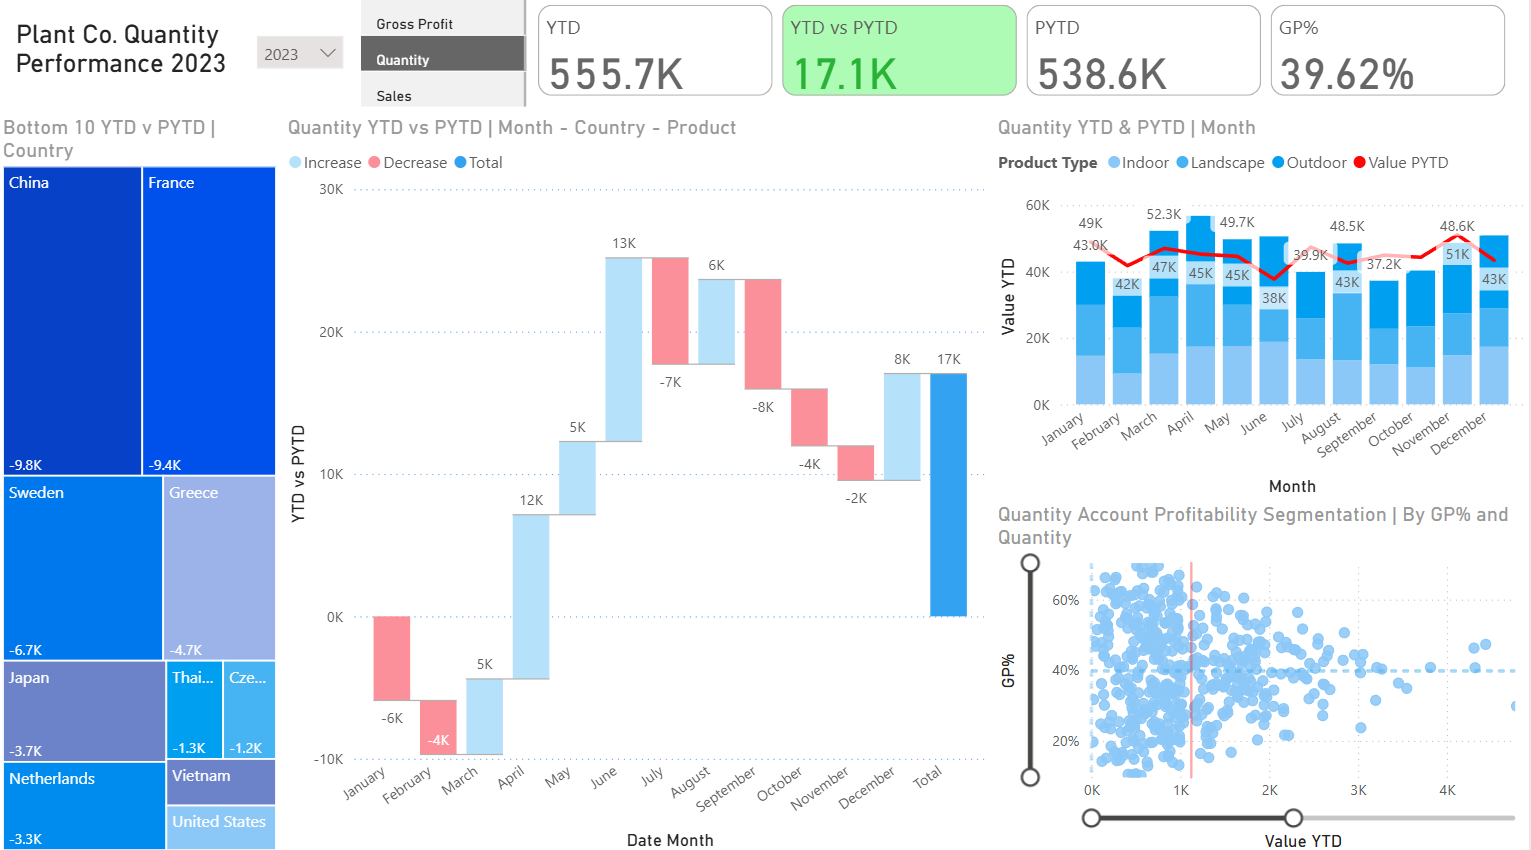 Plant Co. Quantity
Performance 2023
2023
Gross Profit
Quantity
Sales
YTD
555.7K
YTD vs PYTD
17.1K
PYTD
538.6K
GP%
39.62%
Bottom 10 YTD v PYTD |
Country
China
-9.8K
France
-9.4K
Sweden
-6.7K
Greece
-4.7K
Japan
-3.7K
Thai...
-1.3K
Cze...
-1.2K
Netherlands
-3.3K
Vietnam
United States
Quantity YTD vs PYTD | Month - Country - Product
Increase Decrease Total
YTD vs PYTD
30K
20K
10K
0K
-10K
-6K
-4K
5K
12K
5K
13K
-7K
6K
-8K
-4K
-2K
8K
17K
January
February
March
April
May
June
July
August
September
October
November
December
Total
Date Month
Quantity YTD & PYTD | Month
Product Type Indoor Landscape Outdoor Value PYTD
Value YTD
60K
40K
20K
0K
49K
43.0K
42K
52.3K
47K
45K
49.7K
45K
38K
39.9K
48.5K
43K
37.2K
48.6K
51K
43K
January
February
March
April
May
June
July
August
September
October
November
December
Month
Quantity Account Profitability Segmentation | By GP% and
Quantity
GP%
60%
40%
20%
0K
1K
2K
3K
4K
Value YTD